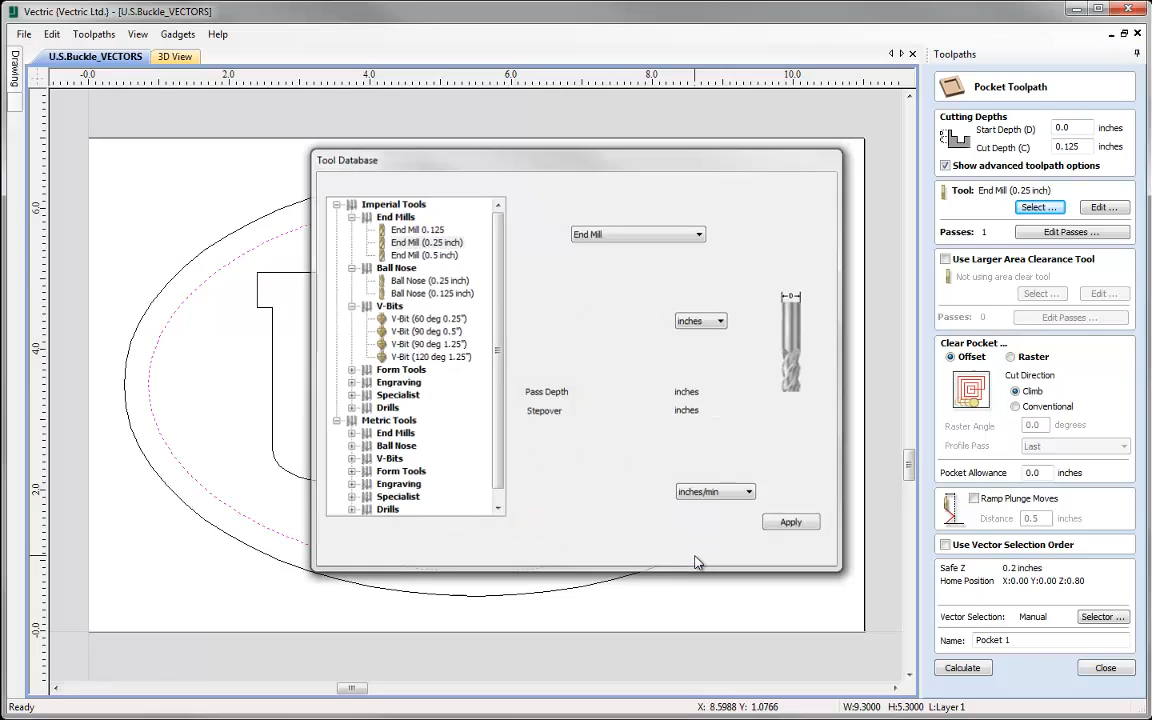 Vectric {Vectric Ltd.} - [U.S.Buckle_VECTORS]
File Edit Toolpaths View Gadgets Help
Drawing
U.S.Buckle_VECTORS 3D View
-0.0 2.0 4.0 6.0 8.0 10.0
6.0
4.0
2.0
-0.0
Tool Database
Imperial Tools
End Mills
End Mill 0.125
End Mill (0.25 inch)
End Mill (0.5 inch)
Ball Nose
Ball Nose (0.25 inch)
Ball Nose (0.125 inch)
V-Bits
V-Bit (60 deg 0.25")
V-Bit (90 deg 0.5")
V-Bit (90 deg 1.25")
V-Bit (120 deg 1.25")
Form Tools
Engraving
Specialist
Drills
Metric Tools
End Mills
Ball Nose
V-Bits
Form Tools
Engraving
Specialist
Drills
End Mill
D
inches
Pass Depth inches
Stepover inches
inches/min
Apply
Toolpaths
Pocket Toolpath
Cutting Depths
Start Depth (D) 0.0 inches
Cut Depth (C) 0.125 inches
Show advanced toolpath options
Tool: End Mill (0.25 inch)
Select ... Edit ...
Passes: 1 Edit Passes ...
Use Larger Area Clearance Tool
Not using area clear tool
Select ... Edit ...
Passes: 0 Edit Passes ...
Clear Pocket ...
Offset Raster
Cut Direction
Climb
Conventional
Raster Angle 0.0 degrees
Profile Pass Last
Pocket Allowance 0.0 inches
Ramp Plunge Moves
Distance 0.5 inches
Use Vector Selection Order
Safe Z 0.2 inches
Home Position X:0.00 Y:0.00 Z:0.80
Vector Selection: Manual Selector ...
Name: Pocket 1
Calculate Close
Ready X: 8.5988 Y: 1.0766 W:9.3000 H:5.3000 L:Layer 1